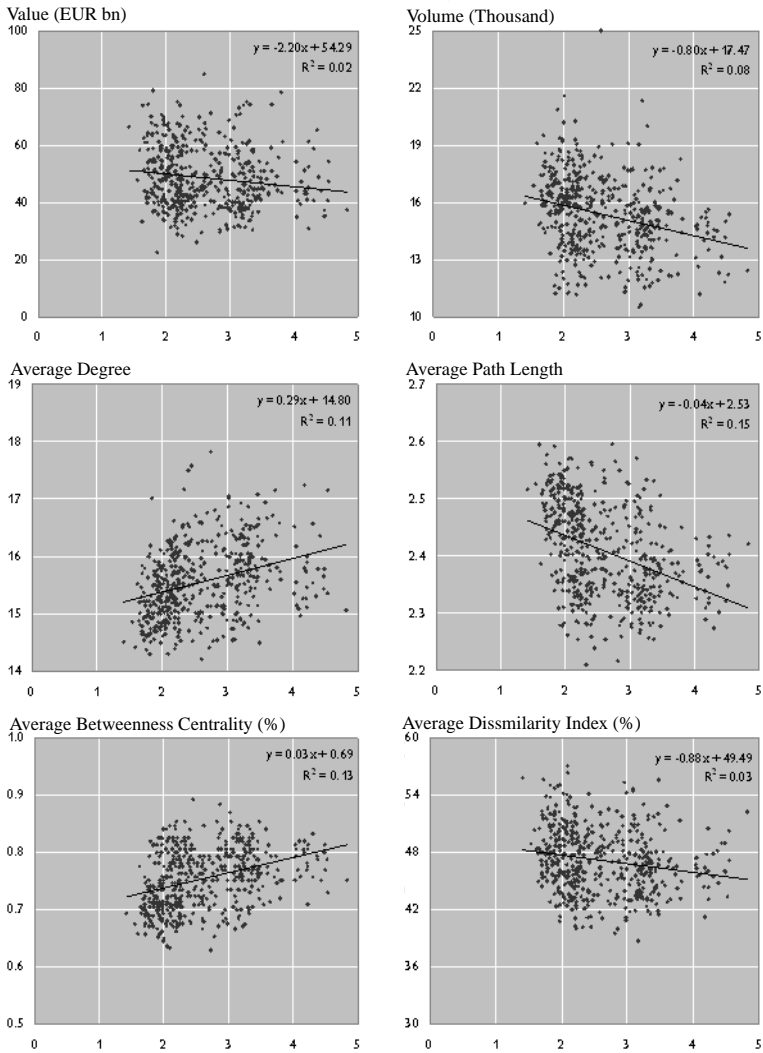 Value (EUR bn)
100
80
60
40
20
0
0 1 2 3 4 5
y = -2.20x + 54.29
R² = 0.02
Volume (Thousand)
25
22
19
16
13
10
0 1 2 3 4 5
y = -0.80x + 17.47
R² = 0.08
Average Degree
19
18
17
16
15
14
0 1 2 3 4 5
y = 0.29x + 14.80
R² = 0.11
Average Path Length
2.7
2.6
2.5
2.4
2.3
2.2
0 1 2 3 4 5
y = -0.04x + 2.53
R² = 0.15
Average Betweenness Centrality (%)
1.0
0.9
0.8
0.7
0.6
0.5
0 1 2 3 4 5
y = 0.03x + 0.69
R² = 0.13
Average Dissmilarity Index (%)
60
54
48
42
36
30
0 1 2 3 4 5
y = -0.88x + 49.49
R² = 0.03